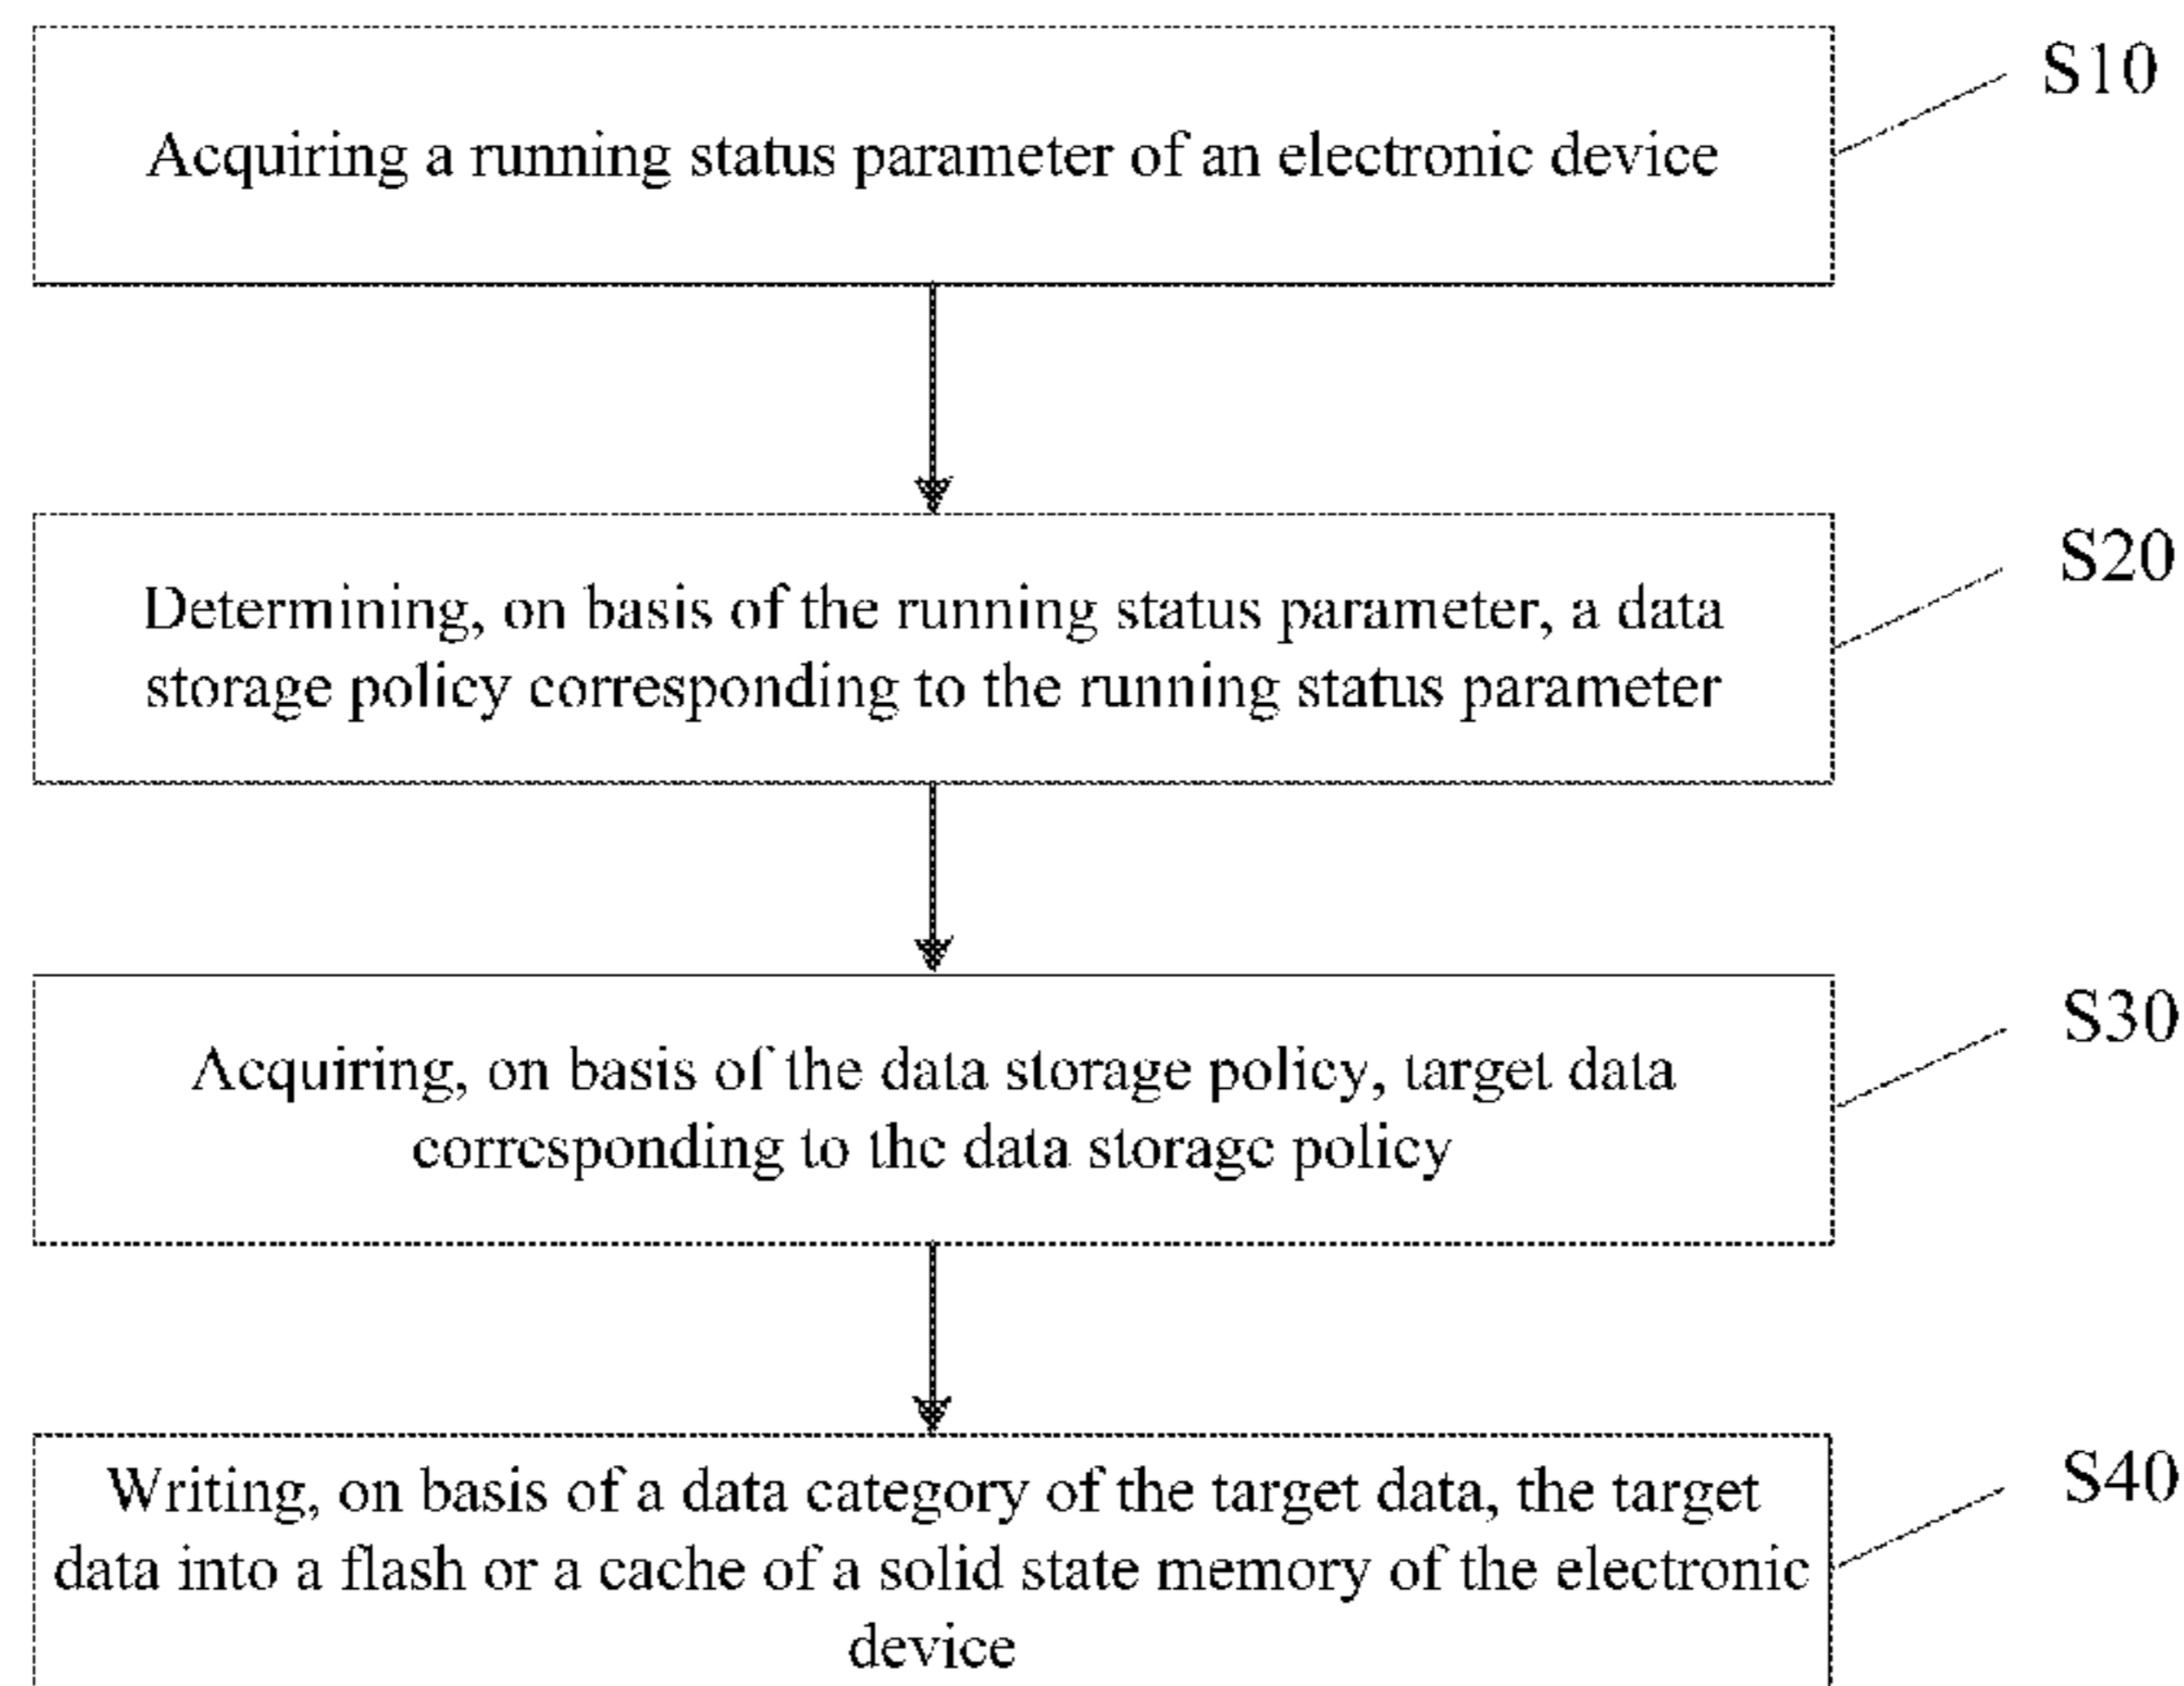 S10
Acquiring a running status parameter of an electronic device
S20
Determining, on basis of the running status parameter, a data
storage policy corresponding to the running status parameter
S30
Acquiring, on basis of the data storage policy, target data
corresponding to the data storage policy
S40
Writing, on basis of a data category of the target data, the target
data into a flash or a cache of a solid state memory of the electronic
device